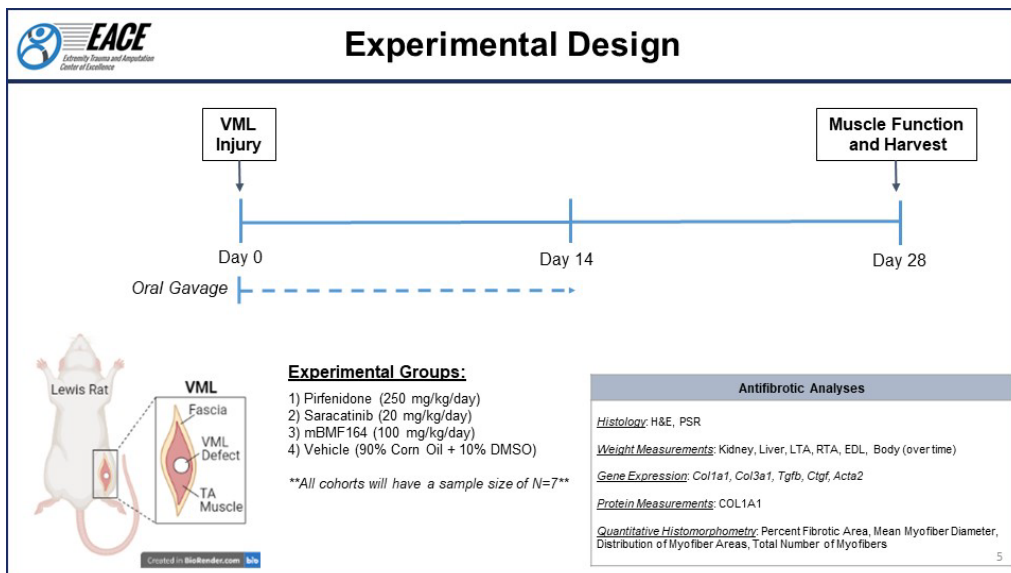 EACE
Extremity Trauma and Amputation
Center of Excellence
Experimental Design
VML
Injury
Muscle Function
and Harvest
Day 0
Day 14
Day 28
Oral Gavage
Lewis Rat
VML
Fascia
VML
Defect
TA
Muscle
Created in BioRender.com bio
Experimental Groups:
1) Pirfenidone (250 mg/kg/day)
2) Saracatinib (20 mg/kg/day)
3) mBMF164 (100 mg/kg/day)
4) Vehicle (90% Corn Oil + 10% DMSO)
**All cohorts will have a sample size of N=7**
Antifibrotic Analyses
Histology: H&E, PSR
Weight Measurements: Kidney, Liver, LTA, RTA, EDL, Body (over time)
Gene Expression: Col1a1, Col3a1, Tgfb, Ctgf, Acta2
Protein Measurements: COL1A1
Quantitative Histomorphometry: Percent Fibrotic Area, Mean Myofiber Diameter,
Distribution of Myofiber Areas, Total Number of Myofibers
5